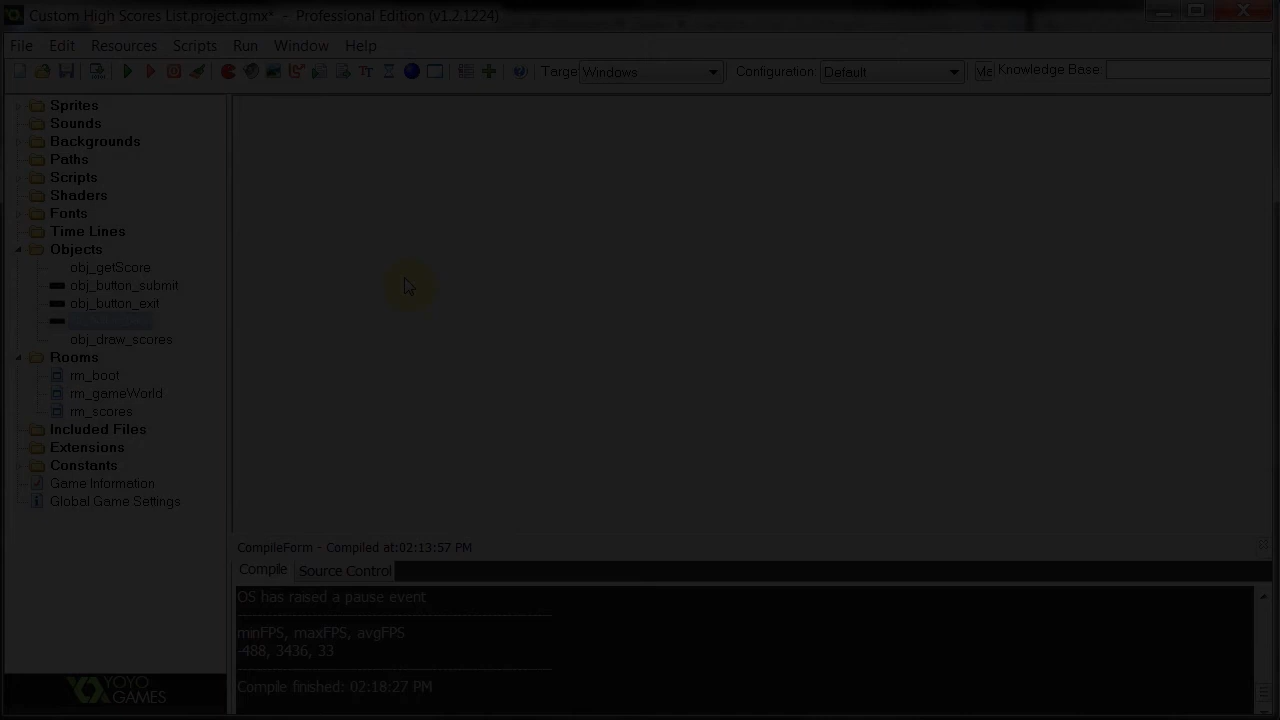 Custom High Scores List.project.gmx* - Professional Edition (v1.2.1224)
File Edit Resources Scripts Run Window Help
Targe Windows Configuration: Default Me Knowledge Base:
Sprites
Sounds
Backgrounds
Paths
Scripts
Shaders
Fonts
Time Lines
Objects
obj_getScore
obj_button_submit
obj_button_exit
obj_draw_scores
Rooms
rm_boot
rm_gameWorld
rm_scores
Included Files
Extensions
Constants
Game Information
Global Game Settings
CompileForm - Compiled at:02:13:57 PM
Compile Source Control
OS has raised a pause event
minFPS, maxFPS, avgFPS
-488, 3436, 33
Compile finished: 02:18:27 PM
YOYO
GAMES